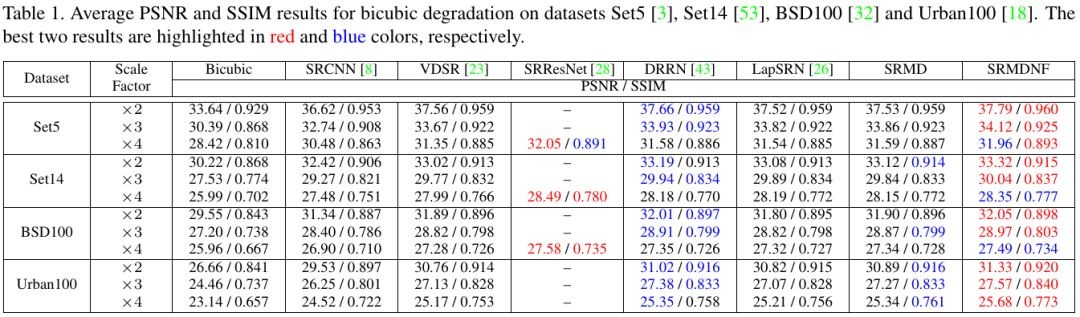 Table 1. Average PSNR and SSIM results for bicubic degradation on datasets Set5 [3], Set14 [53], BSD100 [32] and Urban100 [18]. The
best two results are highlighted in red and blue colors, respectively.
Dataset Scale Factor Bicubic SRCNN [8] VDSR [23] SRResNet [28] DRRN [43] LapSRN [26] SRMD SRMDNF
PSNR / SSIM
Set5 ×2 33.64 / 0.929 36.62 / 0.953 37.56 / 0.959 – 37.66 / 0.959 37.52 / 0.959 37.53 / 0.959 37.79 / 0.960
×3 30.39 / 0.868 32.74 / 0.908 33.67 / 0.922 – 33.93 / 0.923 33.82 / 0.922 33.86 / 0.923 34.12 / 0.925
×4 28.42 / 0.810 30.48 / 0.863 31.35 / 0.885 32.05 / 0.891 31.58 / 0.886 31.54 / 0.885 31.59 / 0.887 31.96 / 0.893
Set14 ×2 30.22 / 0.868 32.42 / 0.906 33.02 / 0.913 – 33.19 / 0.913 33.08 / 0.913 33.12 / 0.914 33.32 / 0.915
×3 27.53 / 0.774 29.27 / 0.821 29.77 / 0.832 – 29.94 / 0.834 29.89 / 0.834 29.84 / 0.833 30.04 / 0.837
×4 25.99 / 0.702 27.48 / 0.751 27.99 / 0.766 28.49 / 0.780 28.18 / 0.770 28.19 / 0.772 28.15 / 0.772 28.35 / 0.777
BSD100 ×2 29.55 / 0.843 31.34 / 0.887 31.89 / 0.896 – 32.01 / 0.897 31.80 / 0.895 31.90 / 0.896 32.05 / 0.898
×3 27.20 / 0.738 28.40 / 0.786 28.82 / 0.798 – 28.91 / 0.799 28.82 / 0.798 28.87 / 0.799 28.97 / 0.803
×4 25.96 / 0.667 26.90 / 0.710 27.28 / 0.726 27.58 / 0.735 27.35 / 0.726 27.32 / 0.727 27.34 / 0.728 27.49 / 0.734
Urban100 ×2 26.66 / 0.841 29.53 / 0.897 30.76 / 0.914 – 31.02 / 0.916 30.82 / 0.915 30.89 / 0.916 31.33 / 0.920
×3 24.46 / 0.737 26.25 / 0.801 27.13 / 0.828 – 27.38 / 0.833 27.07 / 0.828 27.27 / 0.833 27.57 / 0.840
×4 23.14 / 0.657 24.52 / 0.722 25.17 / 0.753 – 25.35 / 0.758 25.21 / 0.756 25.34 / 0.761 25.68 / 0.773